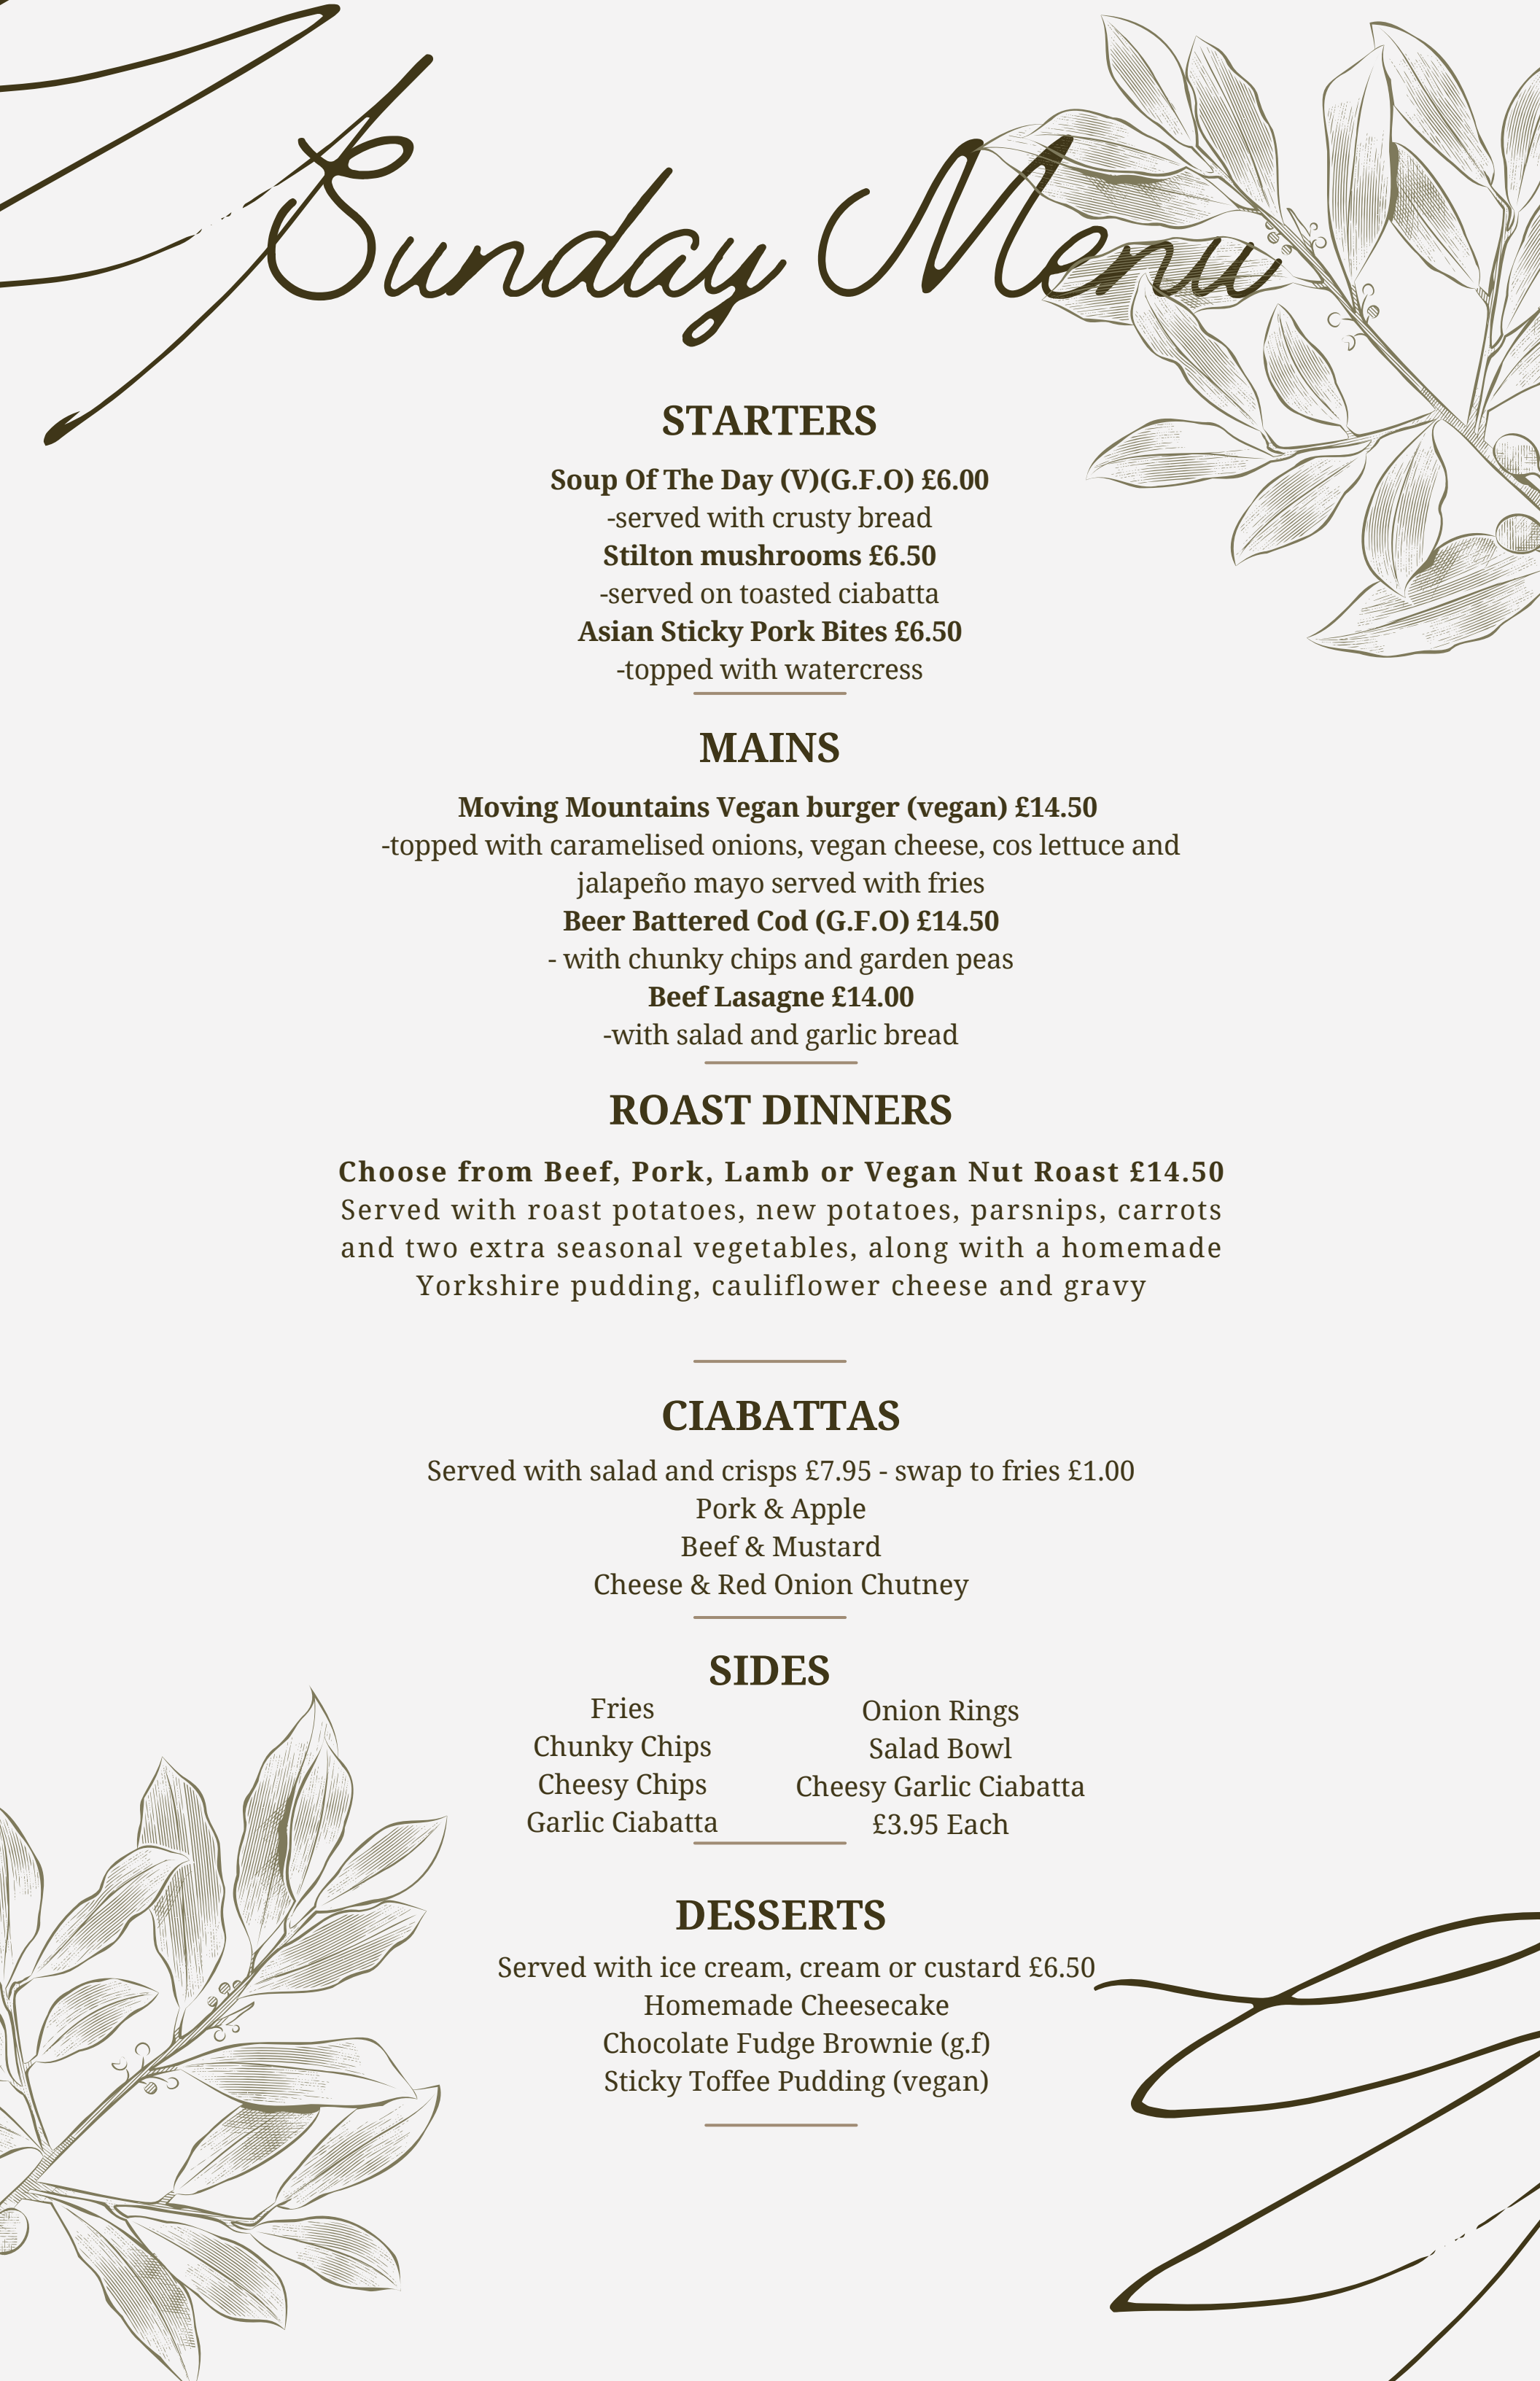 Sunday Menu
STARTERS
Soup Of The Day (V)(G.F.O) £6.00
-served with crusty bread
Stilton mushrooms £6.50
-served on toasted ciabatta
Asian Sticky Pork Bites £6.50
-topped with watercress
MAINS
Moving Mountains Vegan burger (vegan) £14.50
-topped with caramelised onions, vegan cheese, cos lettuce and
jalapeño mayo served with fries
Beer Battered Cod (G.F.O) £14.50
- with chunky chips and garden peas
Beef Lasagne £14.00
-with salad and garlic bread
ROAST DINNERS
Choose from Beef, Pork, Lamb or Vegan Nut Roast £14.50
Served with roast potatoes, new potatoes, parsnips, carrots
and two extra seasonal vegetables, along with a homemade
Yorkshire pudding, cauliflower cheese and gravy
CIABATTAS
Served with salad and crisps £7.95 - swap to fries £1.00
Pork & Apple
Beef & Mustard
Cheese & Red Onion Chutney
SIDES
Fries
Chunky Chips
Cheesy Chips
Garlic Ciabatta
Onion Rings
Salad Bowl
Cheesy Garlic Ciabatta
£3.95 Each
DESSERTS
Served with ice cream, cream or custard £6.50
Homemade Cheesecake
Chocolate Fudge Brownie (g.f)
Sticky Toffee Pudding (vegan)